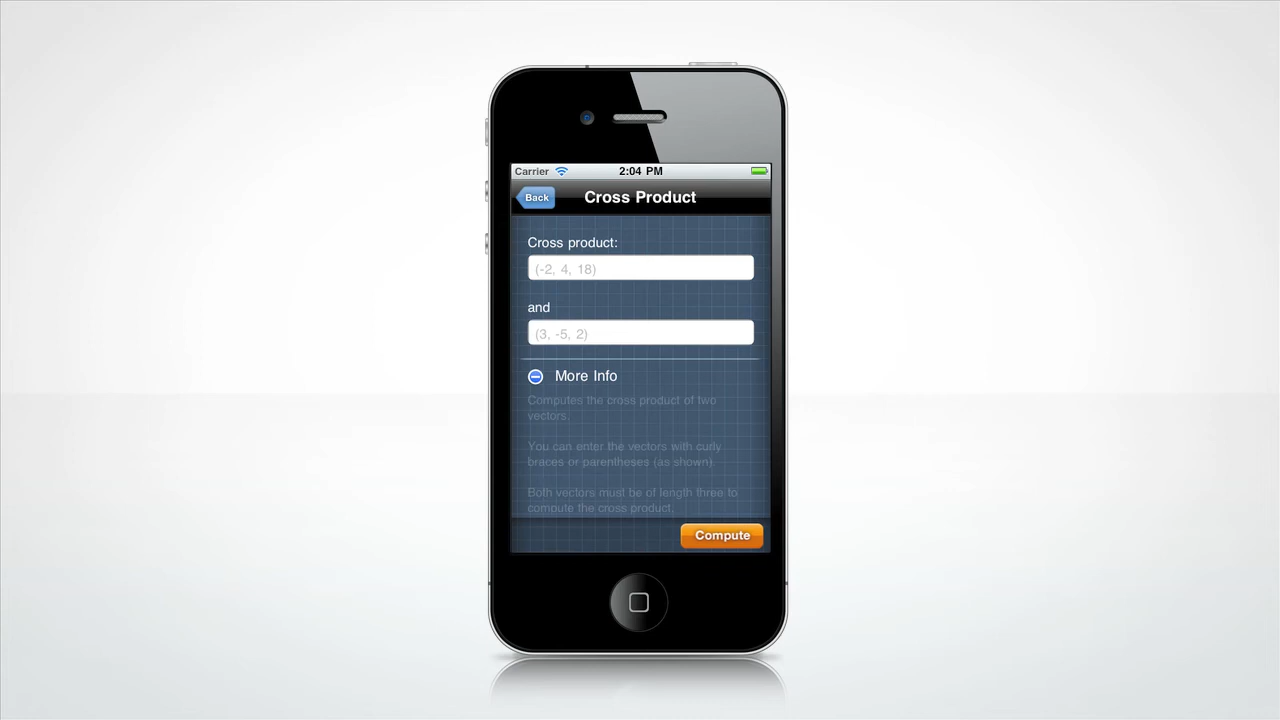 Carrier 2:04 PM
Back Cross Product
Cross product:
(-2, 4, 18)
and
(3, -5, 2)
More Info
Computes the cross product of two
vectors.
You can enter the vectors with curly
braces or parentheses (as shown).
Both vectors must be of length three to
compute the cross product.
Compute